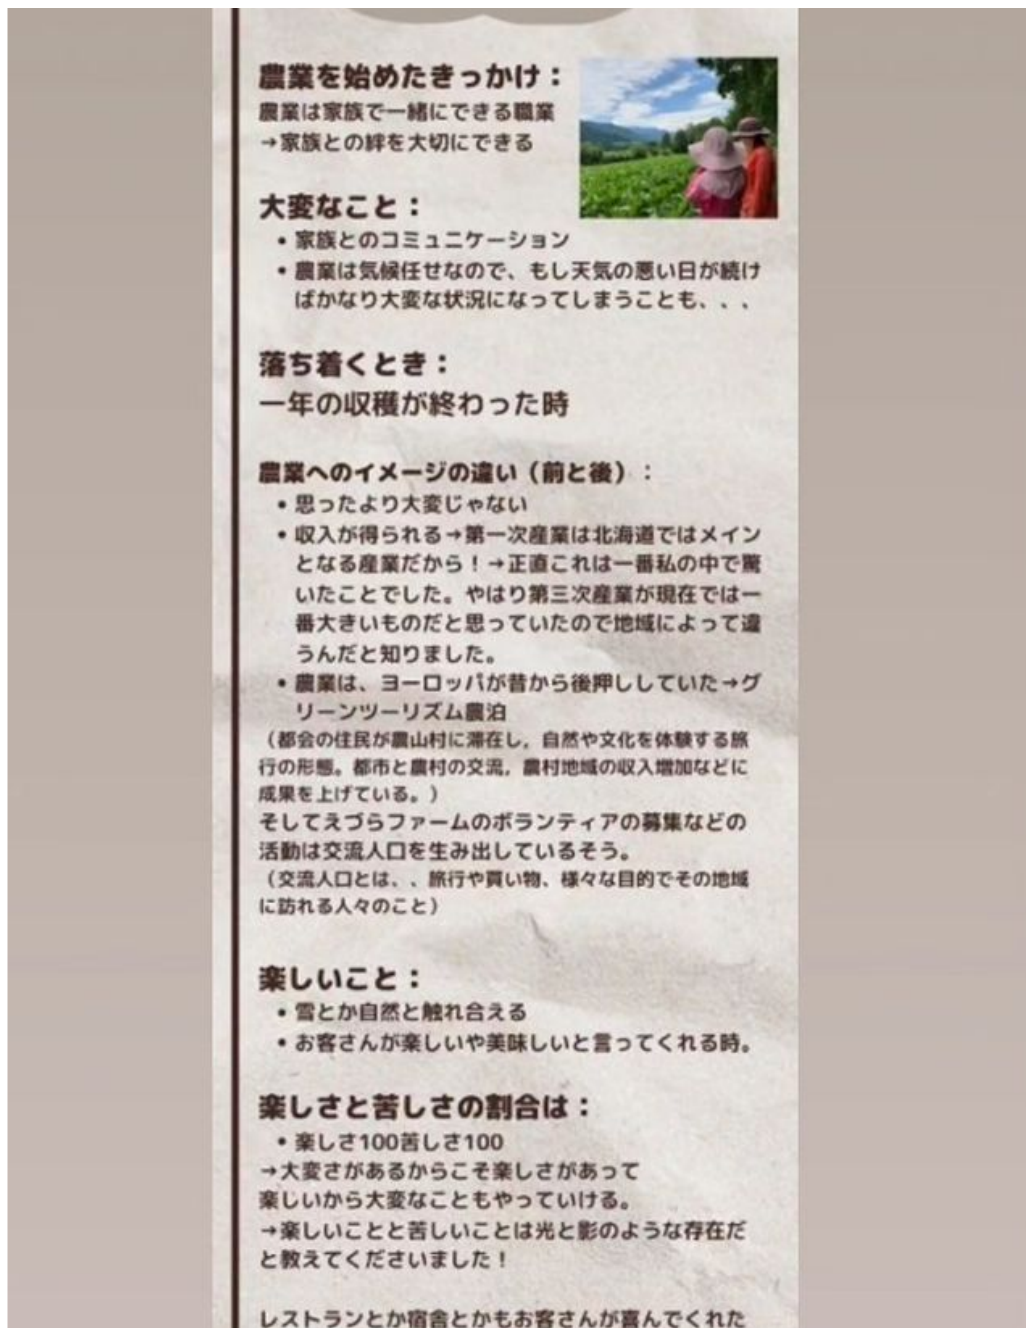 農業を始めたきっかけ：
農業は家族で一緒にできる職業
→家族との絆を大切にできる
大変なこと：
• 家族とのコミュニケーション
• 農業は気候任せなので、もし天気の悪い日が続け
ばかなり大変な状況になってしまうことも、、、
落ち着くとき：
一年の収穫が終わった時
農業へのイメージの違い（前と後）：
• 思ったより大変じゃない
• 収入が得られる→第一次産業は北海道ではメイン
となる産業だから！→正直これは一番私の中で驚
いたことでした。やはり第三次産業が現在では一
番大きいものだと思っていたので地域によって違
うんだと知りました。
• 農業は、ヨーロッパが昔から後押ししていた→グ
リーンツーリズム農泊
（都会の住民が農山村に滞在し，自然や文化を体験する旅
行の形態。都市と農村の交流，農村地域の収入増加などに
成果を上げている。）
そしてえづらファームのボランティアの募集などの
活動は交流人口を生み出しているそう。
（交流人口とは、、旅行や買い物、様々な目的でその地域
に訪れる人々のこと）
楽しいこと：
• 雪とか自然と触れ合える
• お客さんが楽しいや美味しいと言ってくれる時。
楽しさと苦しさの割合は：
• 楽しさ100苦しさ100
→大変さがあるからこそ楽しさがあって
楽しいから大変なこともやっていける。
→楽しいことと苦しいことは光と影のような存在だ
と教えてくださいました！
レストランとか宿舎とかもお客さんが喜んでくれた